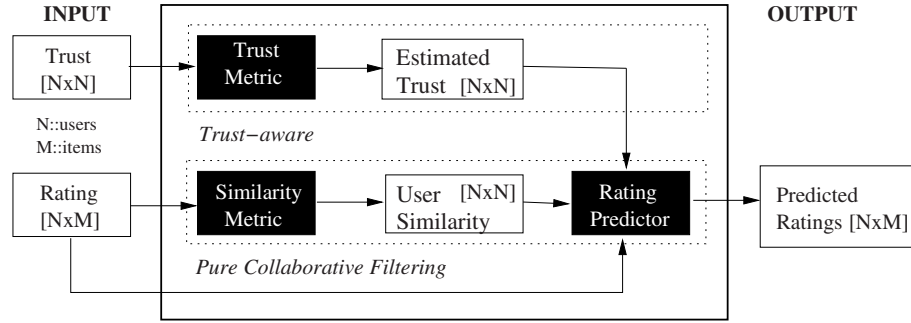 INPUT
OUTPUT
Trust
[NxN]
Trust
Metric
Estimated
Trust [NxN]
N::users
M::items
Trust−aware
Rating
[NxM]
Similarity
Metric
User [NxN]
Similarity
Rating
Predictor
Predicted
Ratings [NxM]
Pure Collaborative Filtering